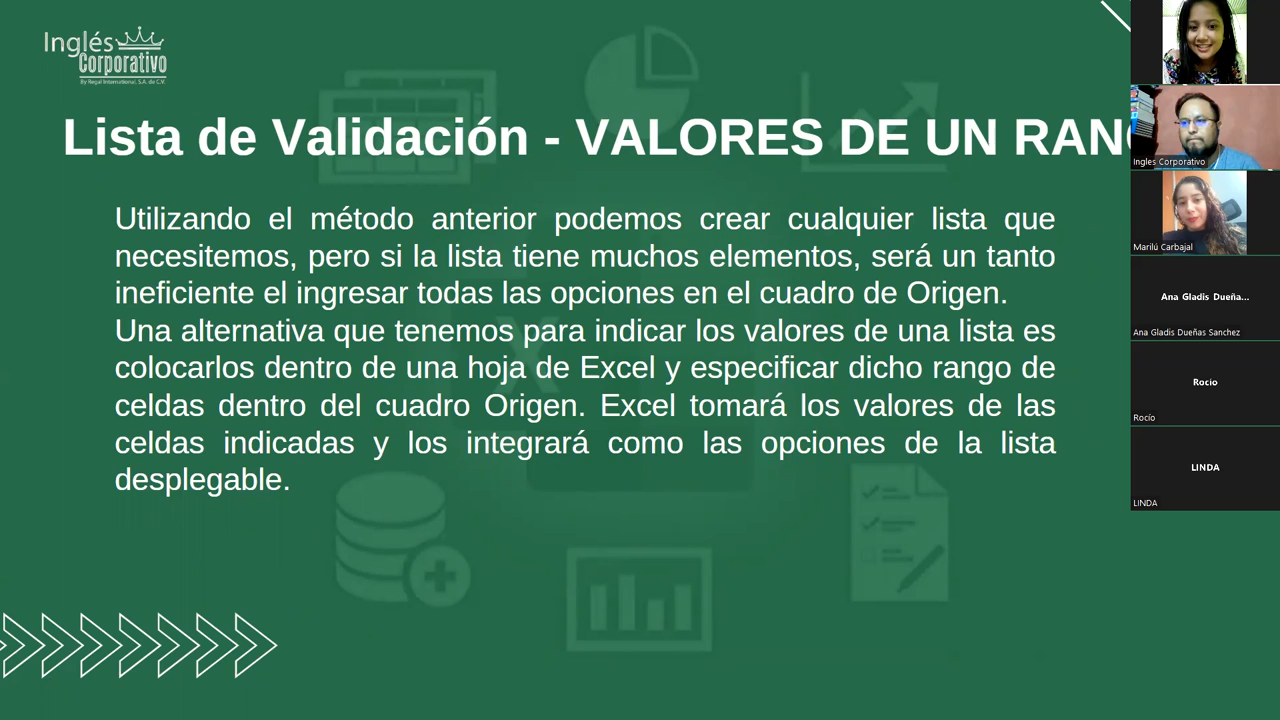 Inglés
Corporativo
By Regal International, S.A. de C.V.
Lista de Validación - VALORES DE UN RANG
Utilizando el método anterior podemos crear cualquier lista que
necesitemos, pero si la lista tiene muchos elementos, será un tanto
ineficiente el ingresar todas las opciones en el cuadro de Origen.
Una alternativa que tenemos para indicar los valores de una lista es
colocarlos dentro de una hoja de Excel y especificar dicho rango de
celdas dentro del cuadro Origen. Excel tomará los valores de las
celdas indicadas y los integrará como las opciones de la lista
desplegable.
Ingles Corporativo
Marilú Carbajal
Ana Gladis Dueña...
Ana Gladis Dueñas Sanchez
Rocio
Rocío
LINDA
LINDA